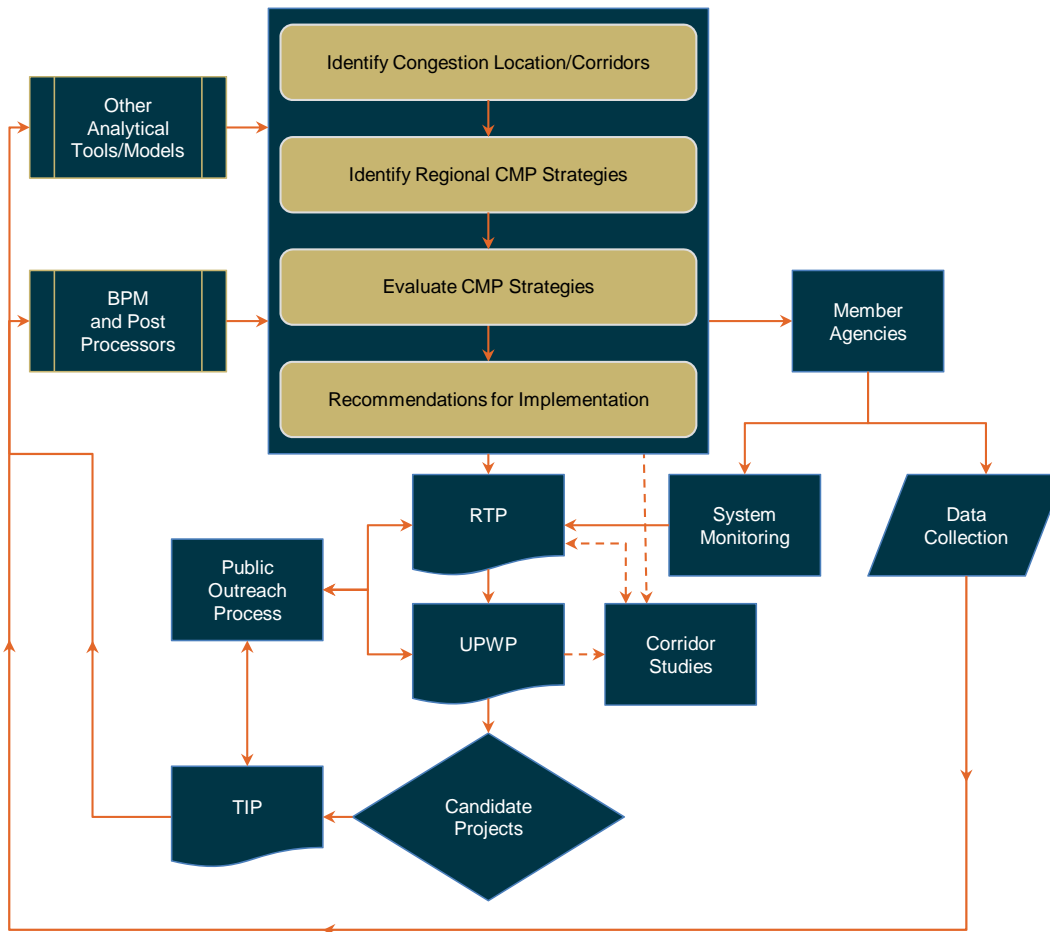 Identify Congestion Location/Corridors
Other
Analytical
Tools/Models
Identify Regional CMP Strategies
Evaluate CMP Strategies
BPM
and Post
Processors
Member
Agencies
Recommendations for Implementation
RTP
System
Monitoring
Data
Collection
Public
Outreach
Process
UPWP
Corridor
Studies
TIP
Candidate
Projects